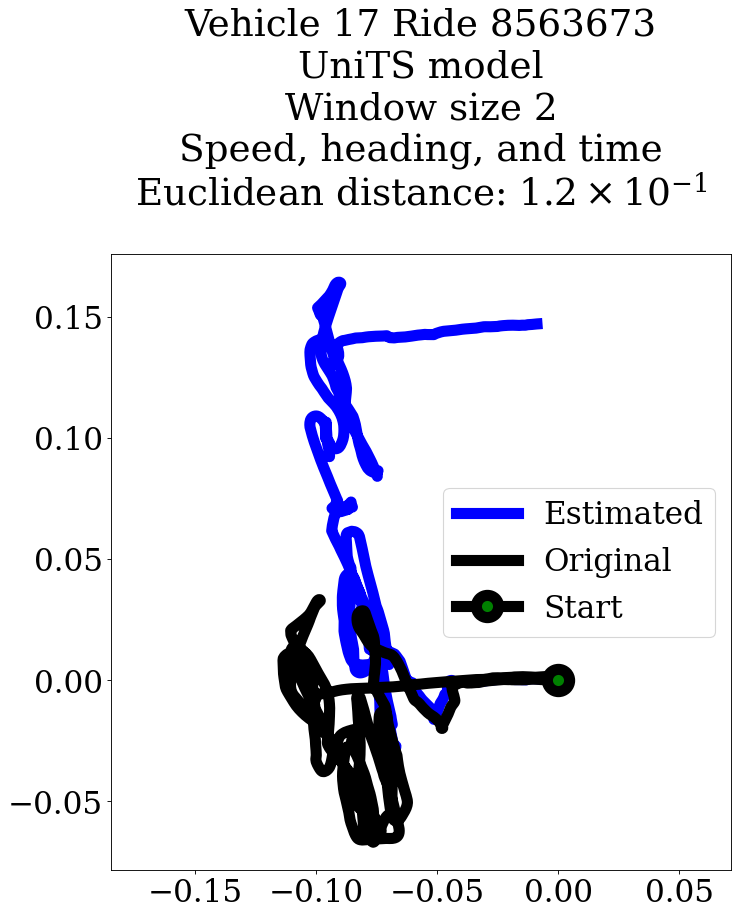 Vehicle 17 Ride 8563673
UniTS model
Window size 2
Speed, heading, and time
Euclidean distance: 1.2 × 10⁻¹
0.15
0.10
0.05
0.00
−0.05
Estimated
Original
Start
−0.15 −0.10 −0.05 0.00 0.05